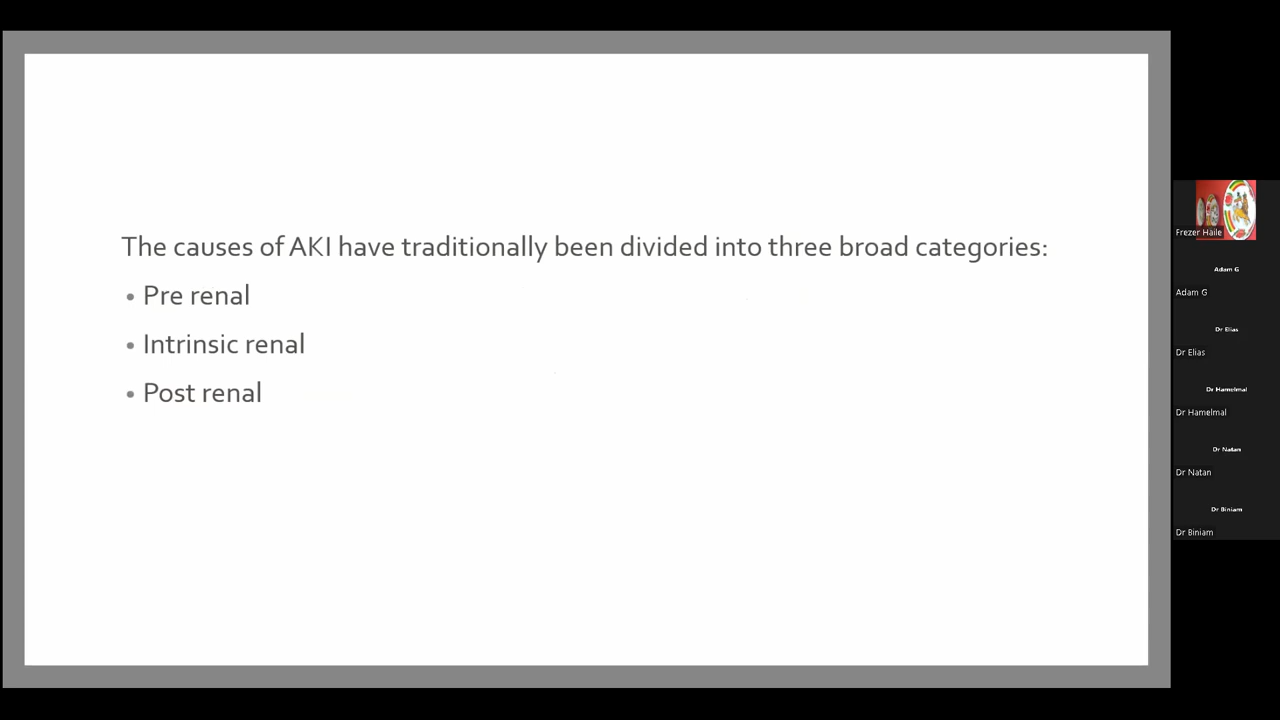 The causes of AKI have traditionally been divided into three broad categories:
• Pre renal
• Intrinsic renal
• Post renal
Frezer Haile
Adam G
Adam G
Dr Elias
Dr Elias
Dr Hamelmal
Dr Hamelmal
Dr Natan
Dr Natan
Dr Biniam
Dr Biniam